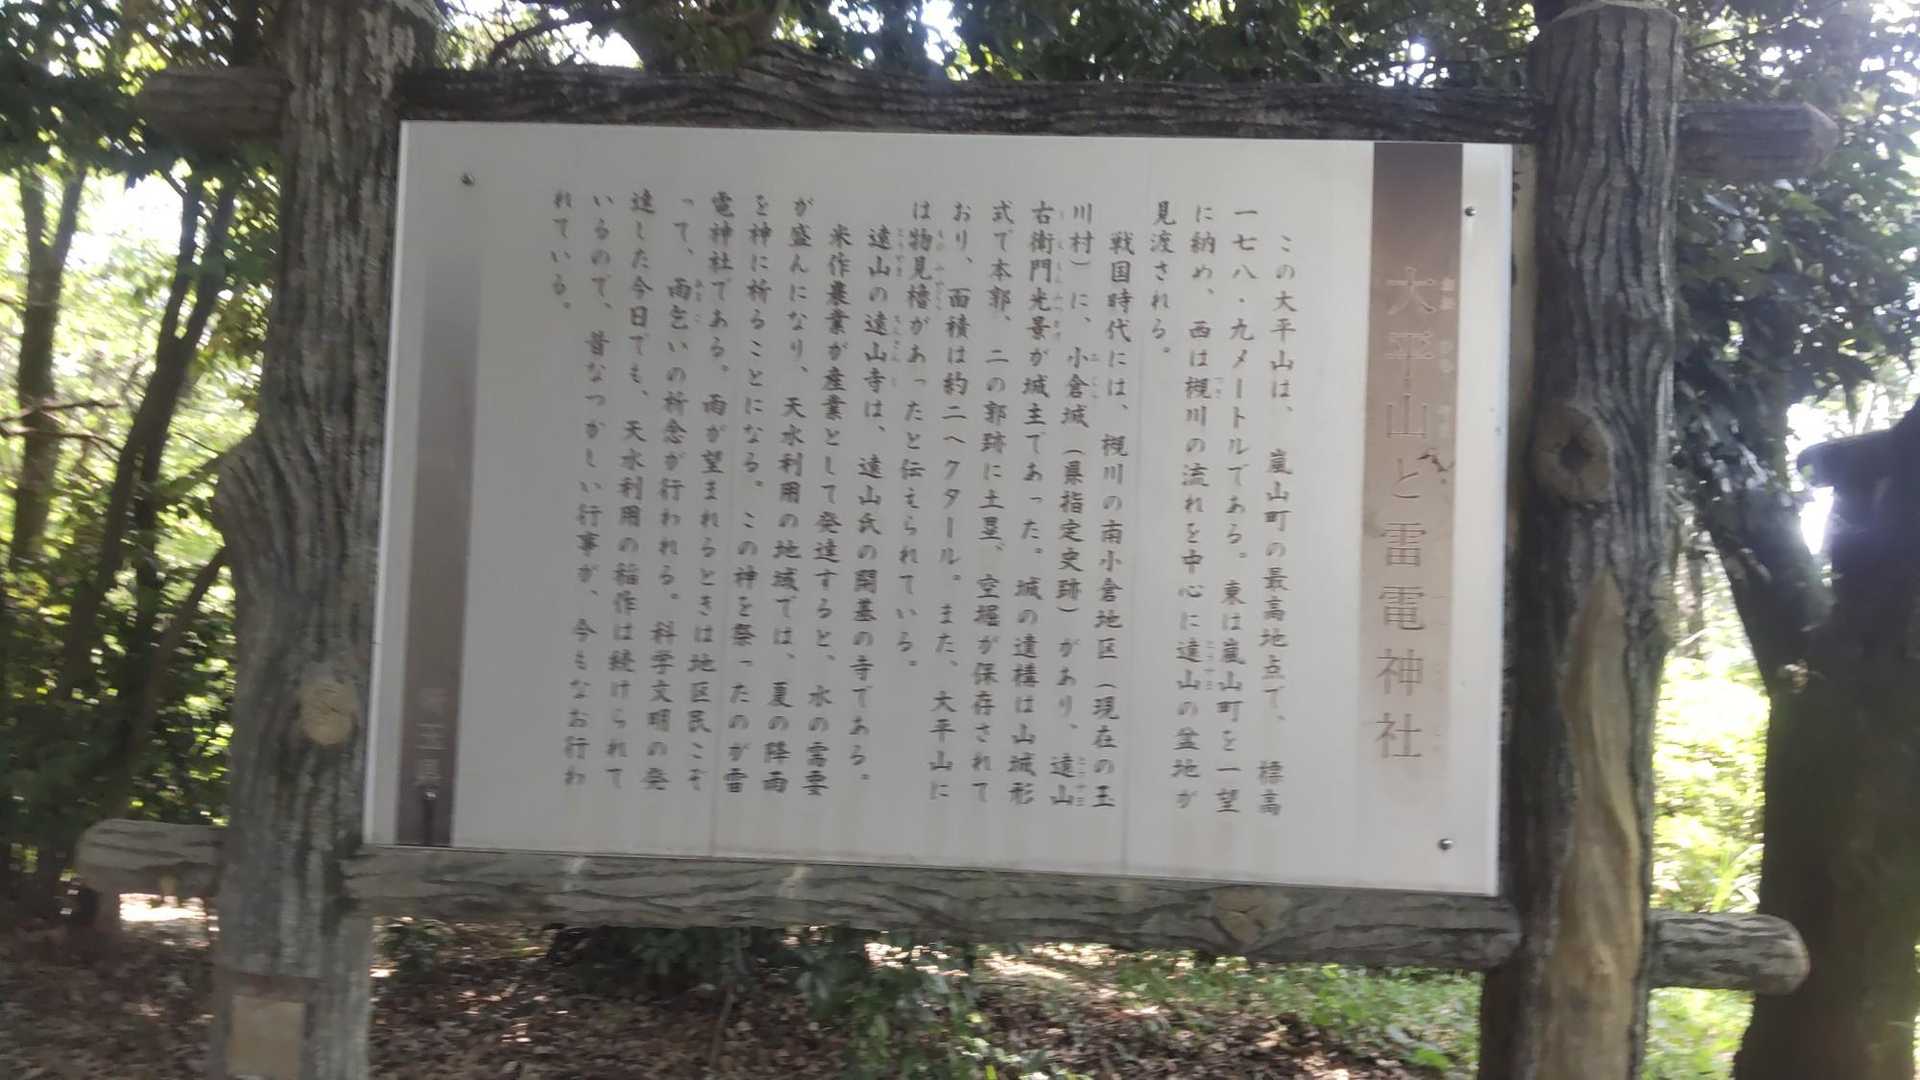 大平山と雷電神社
この大平山は、嵐山町の最高地点で、標高
一七八・九メートルである。東は嵐山町を一望
に納め、西は槻川の流れを中心に遠山の盆地が
見渡される。
戦国時代には、槻川の南小倉地区（現在の玉
川村）に、小倉城（県指定史跡）があり、遠山
右衛門光景が城主であった。城の遺構は山城形
式で本郭、二の郭跡に土塁、空堀が保存されて
おり、面積は約二ヘクタール。また、大平山に
は物見櫓があったと伝えられている。
遠山の遠山寺は、遠山氏の開基の寺である。
米作農業が産業として発達すると、水の需要
が盛んになり、天水利用の地域では、夏の降雨
を神に祈ることになる。この神を祭ったのが雷
電神社である。雨が望まれるときは地区民こぞ
って、雨乞いの祈念が行われる。科学文明の発
達した今日でも、天水利用の稲作は続けられて
いるので、昔なつかしい行事が、今もなお行わ
れている。
玉県